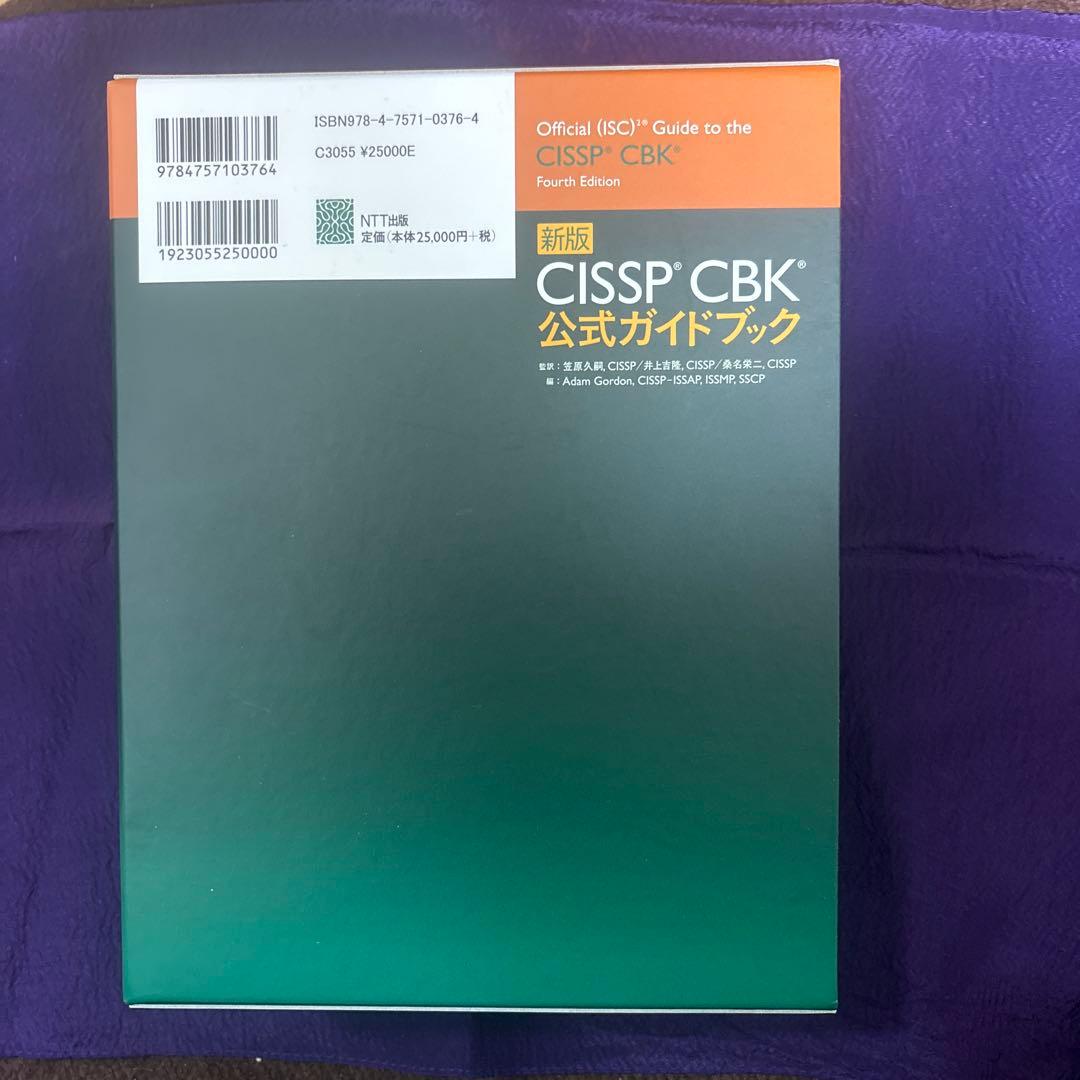 ISBN978-4-7571-0376-4
C3055 ¥25000E
9784757103764
1923055250000
NTT出版
定価(本体25,000円+税)
Official (ISC)²® Guide to the
CISSP® CBK®
Fourth Edition
新版
CISSP® CBK®
公式ガイドブック
監訳:笠原久嗣, CISSP/井上吉隆, CISSP/桑名栄二, CISSP
編:Adam Gordon, CISSP-ISSAP, ISSMP, SSCP